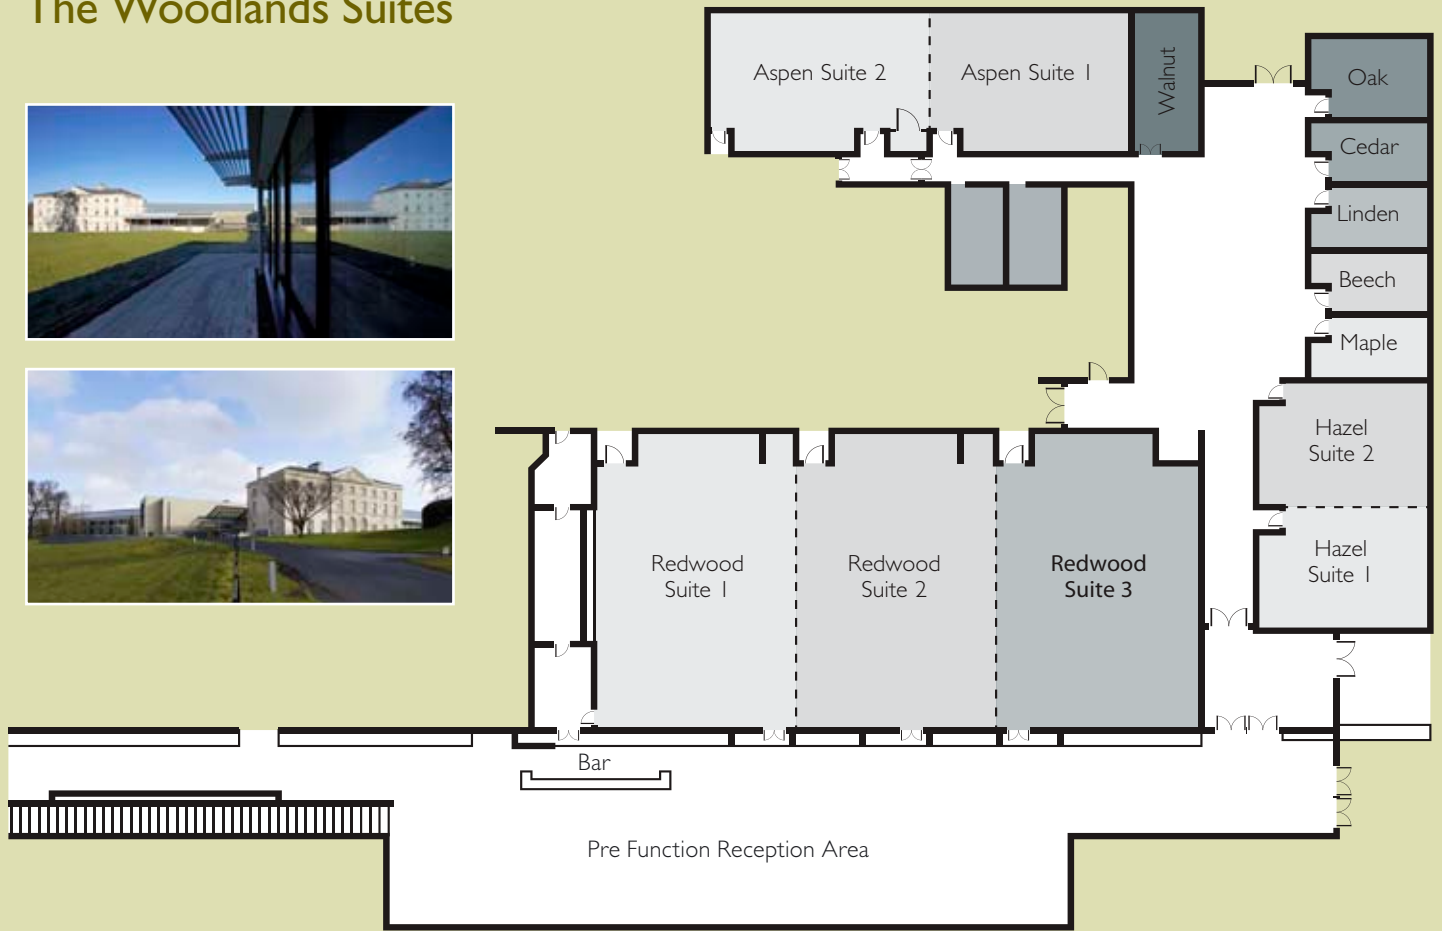 The Woodlands Suites
Aspen Suite 2
Aspen Suite 1
Walnut
Oak
Cedar
Linden
Beech
Maple
Hazel
Suite 2
Hazel
Suite 1
Redwood
Suite 1
Redwood
Suite 2
Redwood
Suite 3
Bar
Pre Function Reception Area